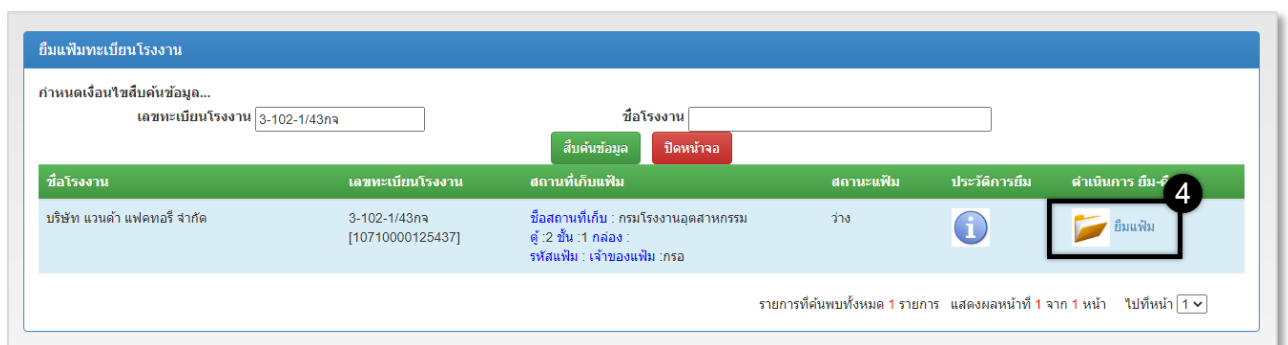 ยืมแฟ้มทะเบียนโรงงาน
กำหนดเงื่อนไขสืบค้นข้อมูล...
เลขทะเบียนโรงงาน 3-102-1/43กจ ชื่อโรงงาน
สืบค้นข้อมูล ปิดหน้าจอ
ชื่อโรงงาน เลขทะเบียนโรงงาน สถานที่เก็บแฟ้ม สถานะแฟ้ม ประวัติการยืม ดำเนินการ ยืม-
4
บริษัท แวนด้า แฟคทอรี่ จำกัด 3-102-1/43กจ ชื่อสถานที่เก็บ : กรมโรงงานอุตสาหกรรม ว่าง ยืมแฟ้ม
[10710000125437] ตู้ :2 ชั้น :1 กล่อง :
รหัสแฟ้ม : เจ้าของแฟ้ม :กรอ
รายการที่ค้นพบทั้งหมด 1 รายการ แสดงผลหน้าที่ 1 จาก 1 หน้า ไปที่หน้า 1